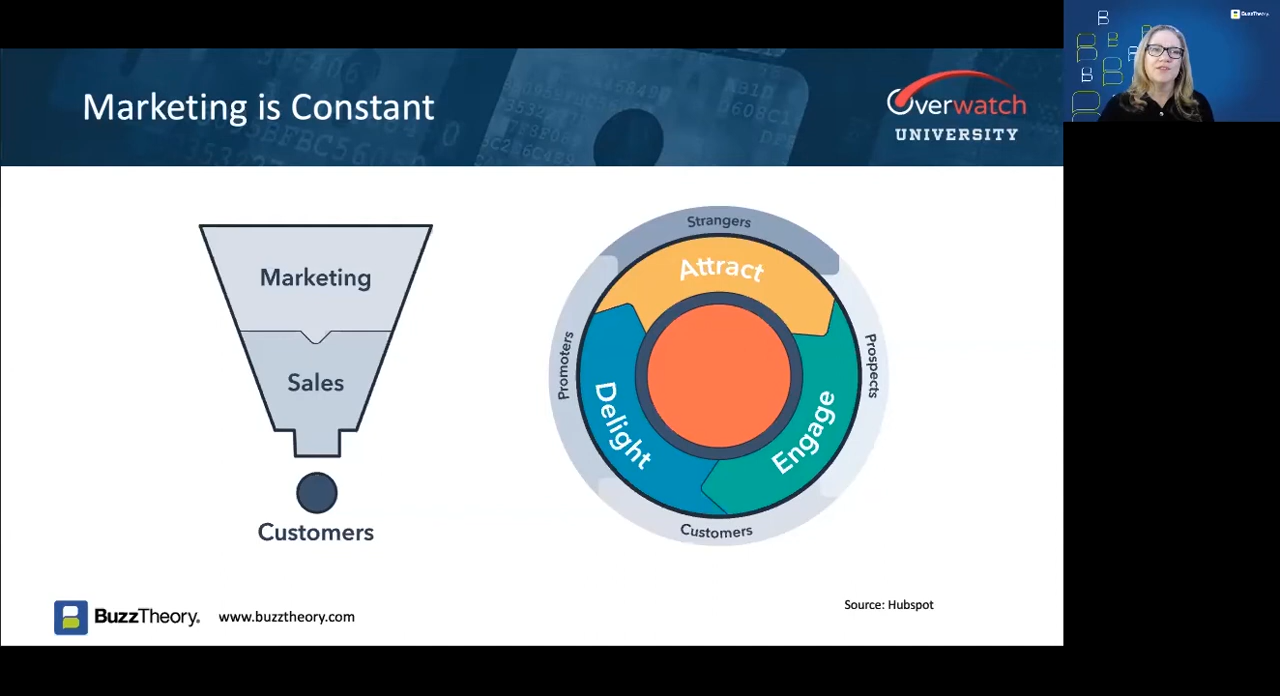 Marketing is Constant
Overwatch
UNIVERSITY
BuzzTheory
Marketing
Sales
Customers
Strangers
Attract
Prospects
Engage
Customers
Delight
Promoters
BuzzTheory®
www.buzztheory.com
Source: Hubspot